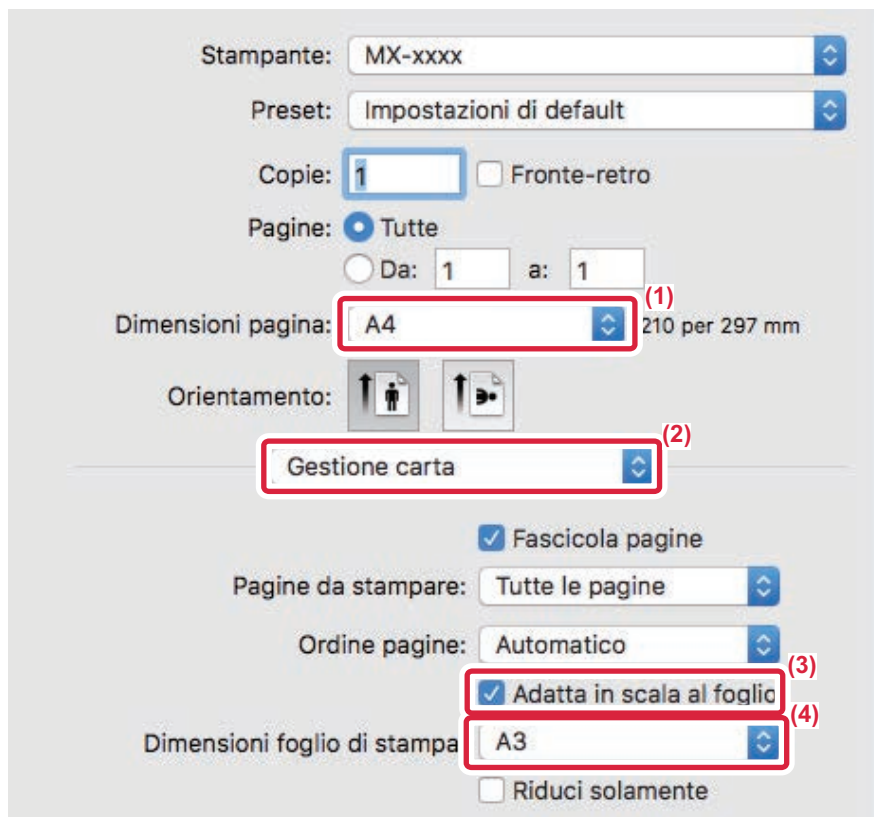 Stampante: MX-xxxx
Preset: Impostazioni di default
Copie: 1 Fronte-retro
Pagine: Tutte
Da: 1 a: 1
(1)
Dimensioni pagina: A4 210 per 297 mm
Orientamento:
(2)
Gestione carta
Fascicola pagine
Pagine da stampare: Tutte le pagine
Ordine pagine: Automatico
(3)
Adatta in scala al foglio
(4)
Dimensioni foglio di stampa A3
Riduci solamente